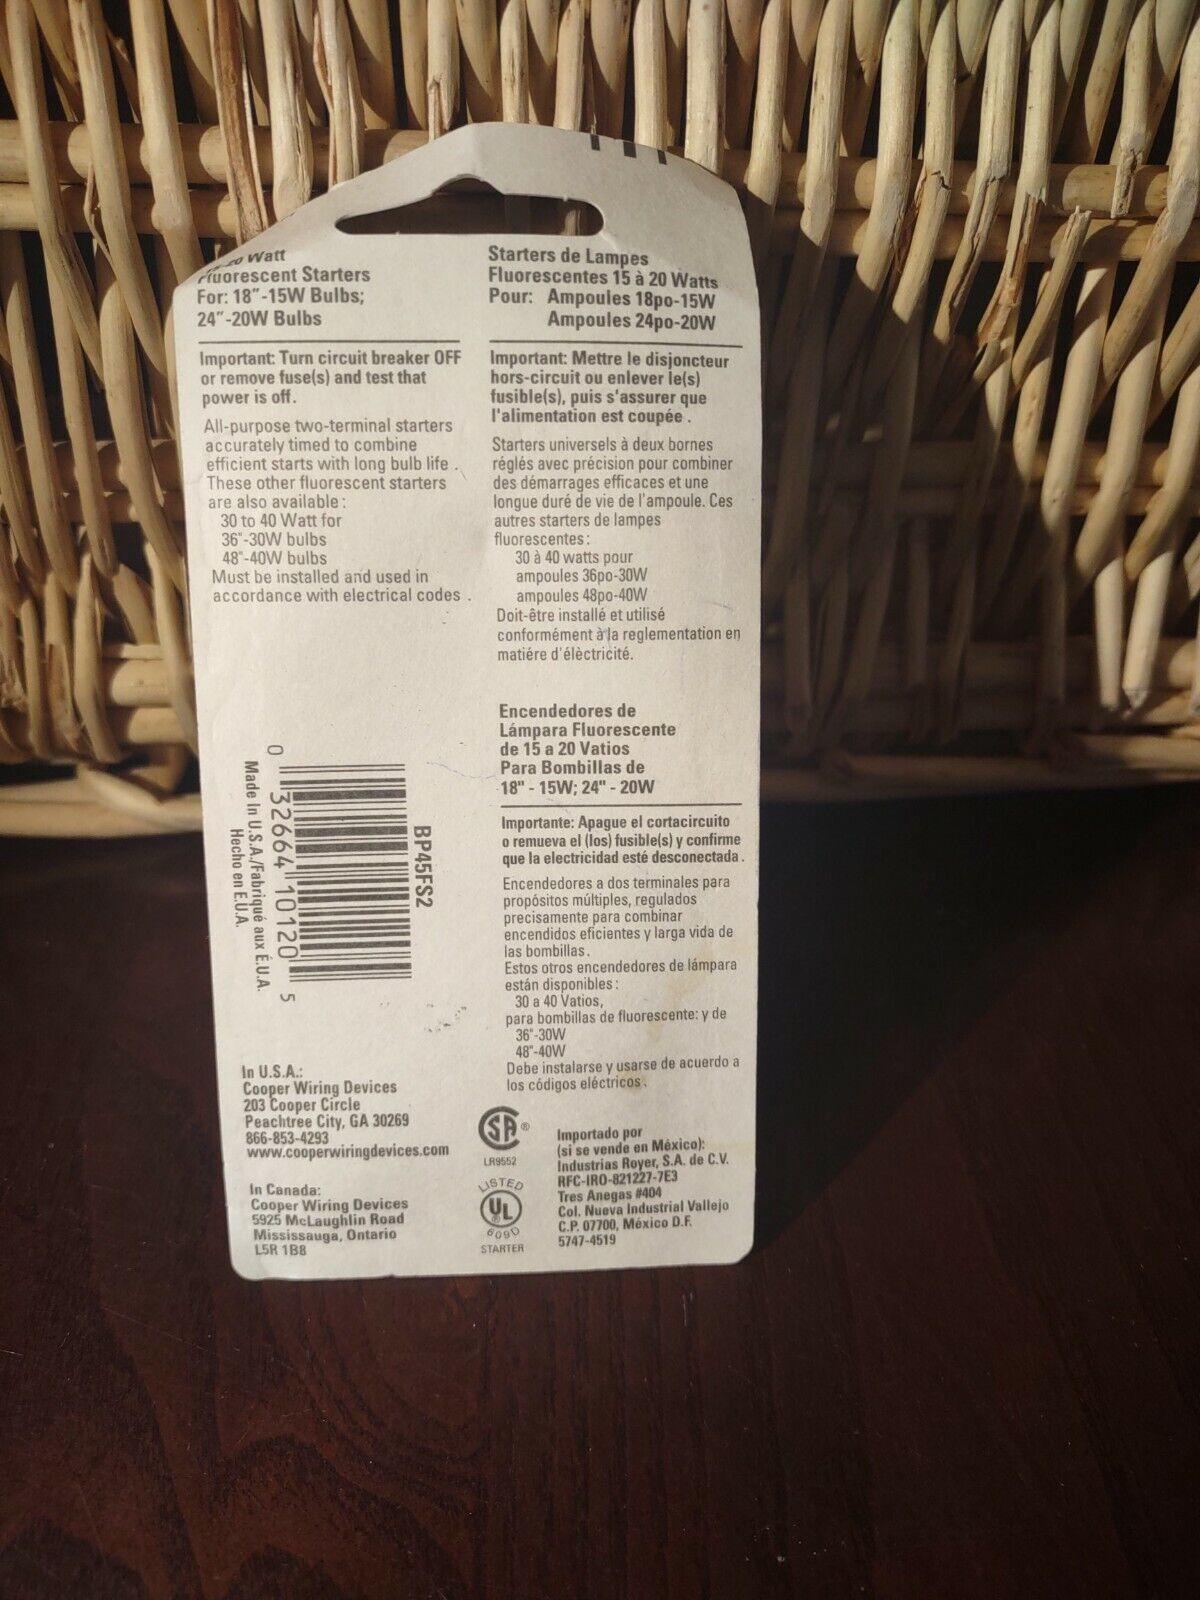 Watt
Fluorescent Starters
For: 18"-15W Bulbs;
24"-20W Bulbs
Important: Turn circuit breaker OFF
or remove fuse(s) and test that
power is off.
All-purpose two-terminal starters
accurately timed to combine
efficient starts with long bulb life .
These other fluorescent starters
are also available :
30 to 40 Watt for
36"-30W bulbs
48"-40W bulbs
Must be installed and used in
accordance with electrical codes .
Starters de Lampes
Fluorescentes 15 à 20 Watts
Pour: Ampoules 18po-15W
Ampoules 24po-20W
Important: Mettre le disjoncteur
hors-circuit ou enlever le(s)
fusible(s), puis s'assurer que
l'alimentation est coupée .
Starters universels à deux bornes
réglés avec précision pour combiner
des démarrages efficaces et une
longue duré de vie de l'ampoule. Ces
autres starters de lampes
fluorescentes :
30 à 40 watts pour
ampoules 36po-30W
ampoules 48po-40W
Doit-être installé et utilisé
conformément à la reglementation en
matiére d'élèctricité.
Encendedores de
Lámpara Fluorescente
de 15 a 20 Vatios
Para Bombillas de
18" - 15W; 24" - 20W
Importante: Apague el cortacircuito
o remueva el (los) fusible(s) y confirme
que la electricidad esté desconectada .
Encendedores a dos terminales para
propósitos múltiples, regulados
precisamente para combinar
encendidos eficientes y larga vida de
las bombillas.
Estos otros encendedores de lámpara
están disponibles :
30 a 40 Vatios,
para bombillas de fluorescente: y de
36"-30W
48"-40W
Debe instalarse y usarse de acuerdo a
los códigos eléctricos .
BP45FS2
0 32664 10120 5
Made In U.S.A./Fabriqué aux É.U.A.
Hecho en E.U.A.
In U.S.A.:
Cooper Wiring Devices
203 Cooper Circle
Peachtree City, GA 30269
866-853-4293
www.cooperwiringdevices.com
In Canada:
Cooper Wiring Devices
5925 McLaughlin Road
Mississauga, Ontario
L5R 1B8
SA ®
LR9552
LISTED
UL
609D
STARTER
Importado por
(si se vende en México):
Industrias Royer, S.A. de C.V.
RFC-IRO-821227-7E3
Tres Anegas #404
Col. Nueva Industrial Vallejo
C.P. 07700, México D.F.
5747-4519